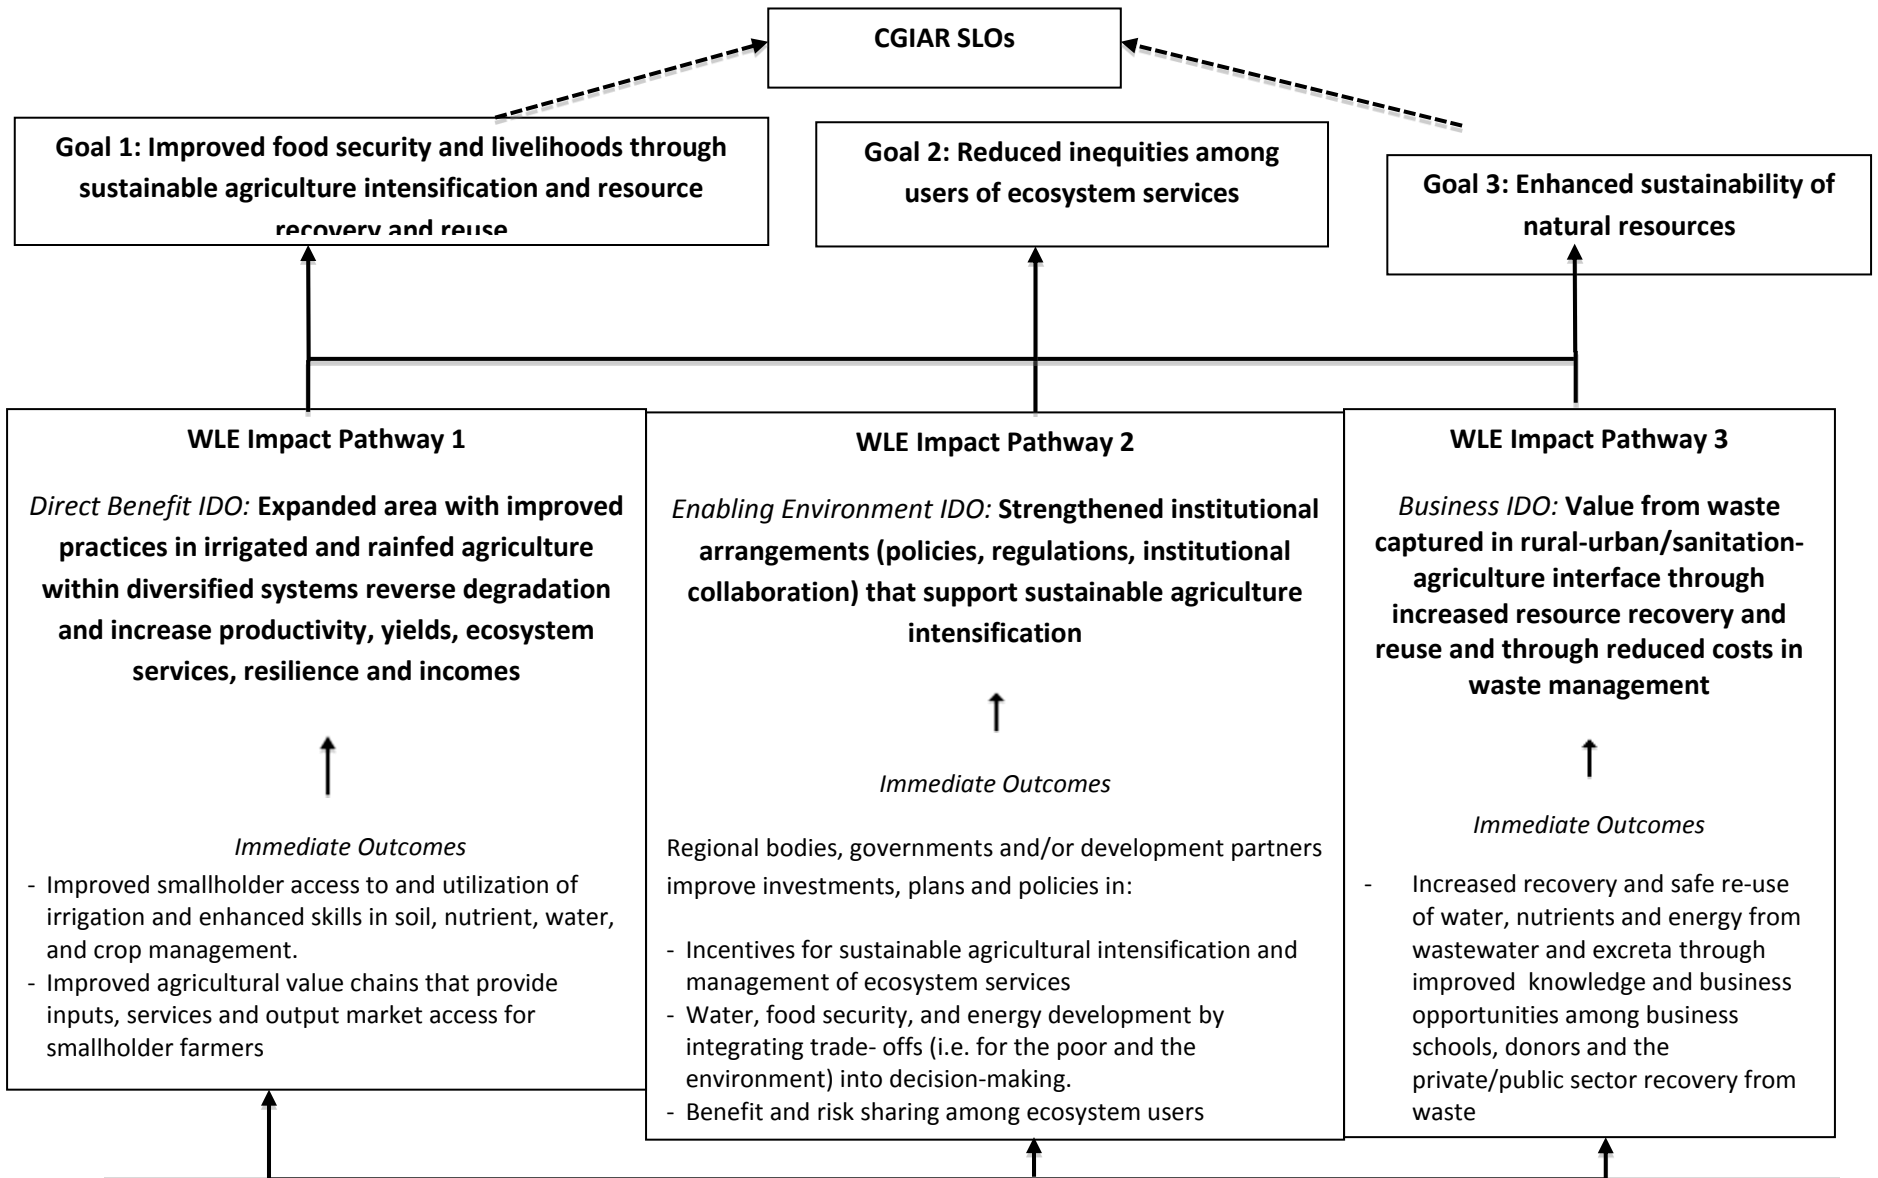 CGIAR SLOs
Goal 1: Improved food security and livelihoods through
sustainable agriculture intensification and resource
recovery and reuse
Goal 2: Reduced inequities among
users of ecosystem services
Goal 3: Enhanced sustainability of
natural resources
WLE Impact Pathway 1
Direct Benefit IDO: Expanded area with improved
practices in irrigated and rainfed agriculture
within diversified systems reverse degradation
and increase productivity, yields, ecosystem
services, resilience and incomes
Immediate Outcomes
- Improved smallholder access to and utilization of
irrigation and enhanced skills in soil, nutrient, water,
and crop management.
- Improved agricultural value chains that provide
inputs, services and output market access for
smallholder farmers
WLE Impact Pathway 2
Enabling Environment IDO: Strengthened institutional
arrangements (policies, regulations, institutional
collaboration) that support sustainable agriculture
intensification
Immediate Outcomes
Regional bodies, governments and/or development partners
improve investments, plans and policies in:
- Incentives for sustainable agricultural intensification and
management of ecosystem services
- Water, food security, and energy development by
integrating trade- offs (i.e. for the poor and the
environment) into decision-making.
- Benefit and risk sharing among ecosystem users
WLE Impact Pathway 3
Business IDO: Value from waste
captured in rural-urban/sanitation-
agriculture interface through
increased resource recovery and
reuse and through reduced costs in
waste management
Immediate Outcomes
- Increased recovery and safe re-use
of water, nutrients and energy from
wastewater and excreta through
improved  knowledge and business
opportunities among business
schools, donors and the
private/public sector recovery from
waste